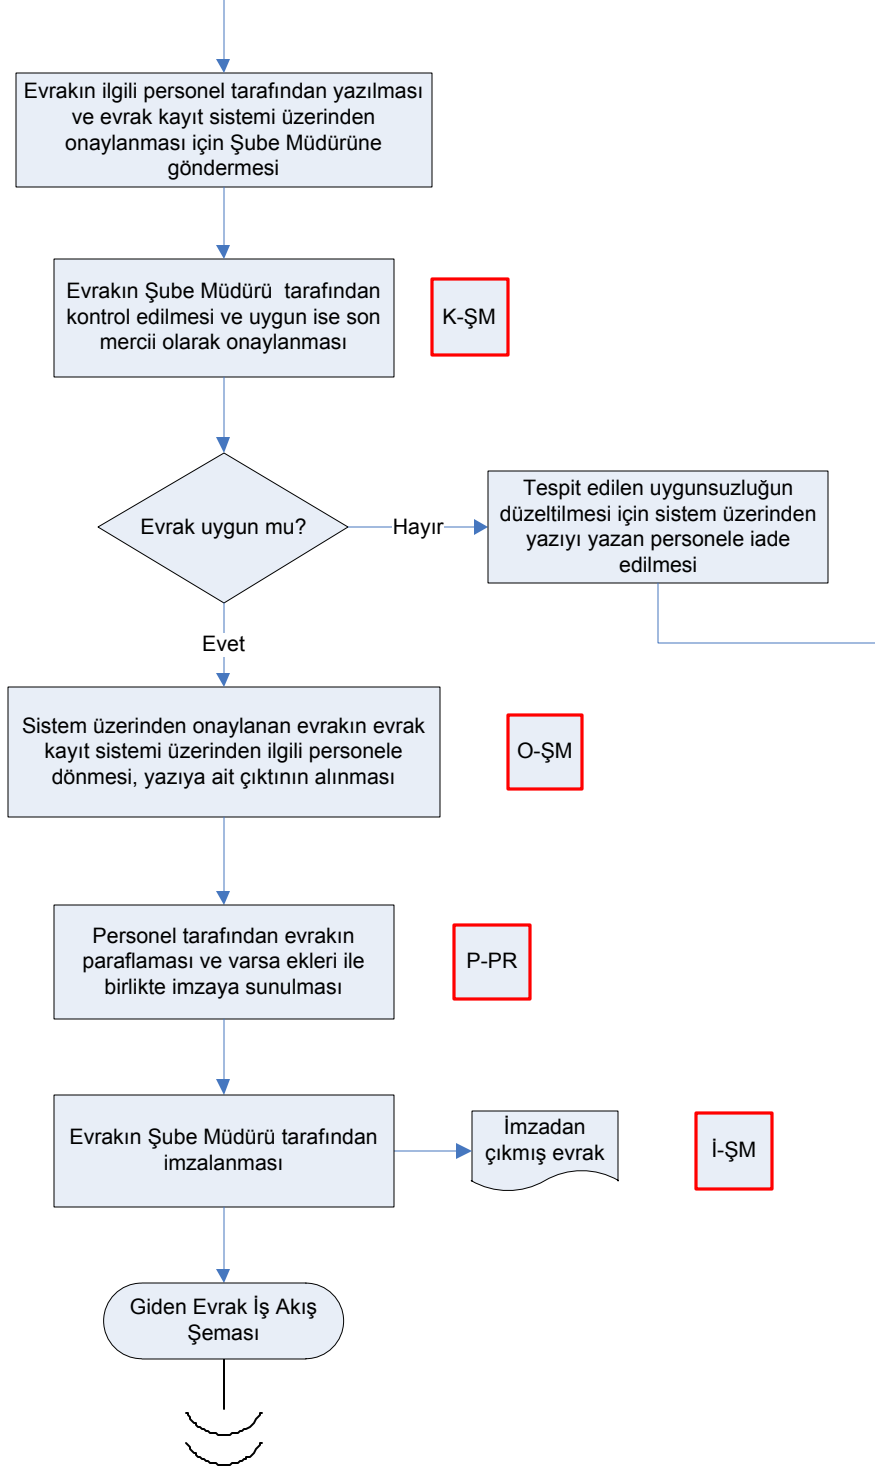 Evrakın ilgili personel tarafından yazılması
ve evrak kayıt sistemi üzerinden
onaylanması için Şube Müdürüne
göndermesi
Evrakın Şube Müdürü  tarafından
kontrol edilmesi ve uygun ise son
mercii olarak onaylanması
K-ŞM
Evrak uygun mu?
Hayır
Tespit edilen uygunsuzluğun
düzeltilmesi için sistem üzerinden
yazıyı yazan personele iade
edilmesi
Evet
Sistem üzerinden onaylanan evrakın evrak
kayıt sistemi üzerinden ilgili personele
dönmesi, yazıya ait çıktının alınması
O-ŞM
Personel tarafından evrakın
paraflaması ve varsa ekleri ile
birlikte imzaya sunulması
P-PR
Evrakın Şube Müdürü tarafından
imzalanması
İmzadan
çıkmış evrak
İ-ŞM
Giden Evrak İş Akış
Şeması